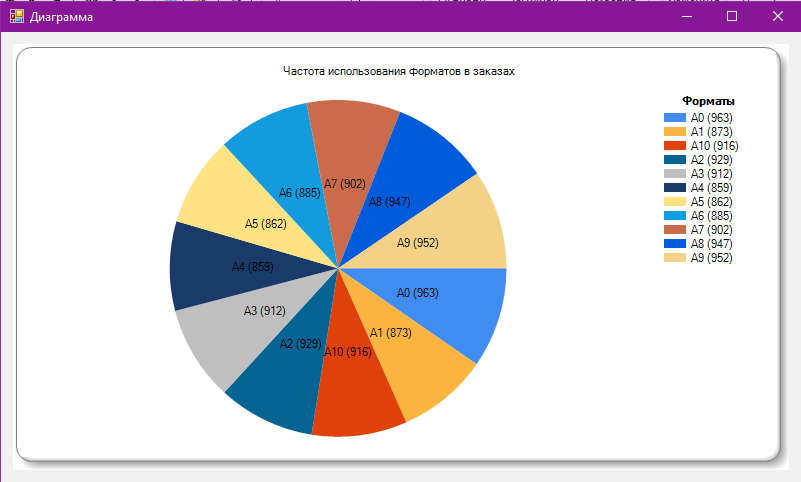 Диаграмма
Частота использования форматов в заказах
Форматы
A0 (963)
A1 (873)
A10 (916)
A2 (929)
A3 (912)
A4 (859)
A5 (862)
A6 (885)
A7 (902)
A8 (947)
A9 (952)
A7 (902)
A6 (885)
A8 (947)
A5 (862)
A9 (952)
A4 (859)
A0 (963)
A3 (912)
A1 (873)
A2 (929)
A10 (916)